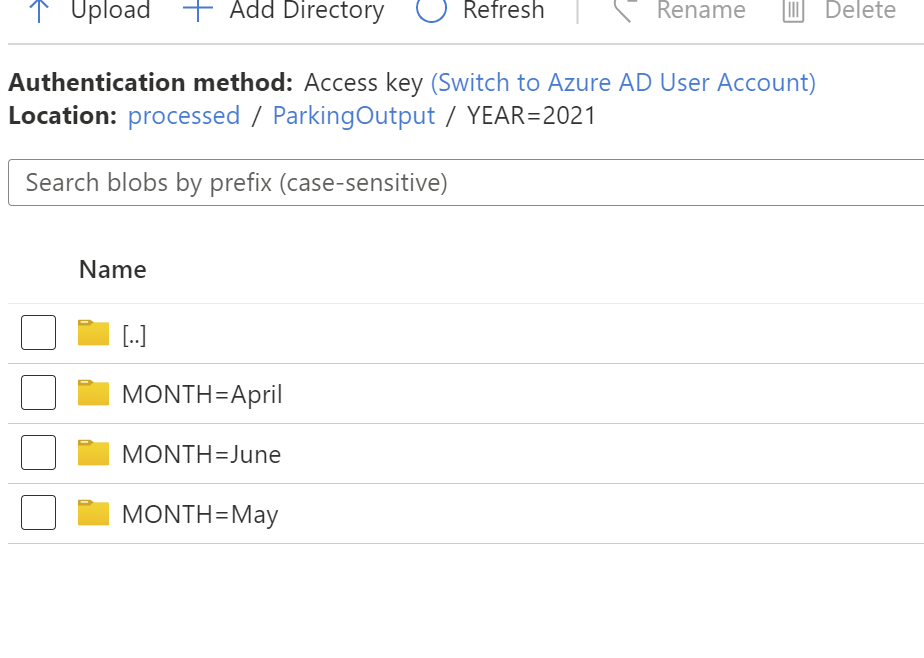 Upload Add Directory Refresh Rename Delete
Authentication method: Access key (Switch to Azure AD User Account)
Location: processed / ParkingOutput / YEAR=2021
Search blobs by prefix (case-sensitive)
Name
[..]
MONTH=April
MONTH=June
MONTH=May